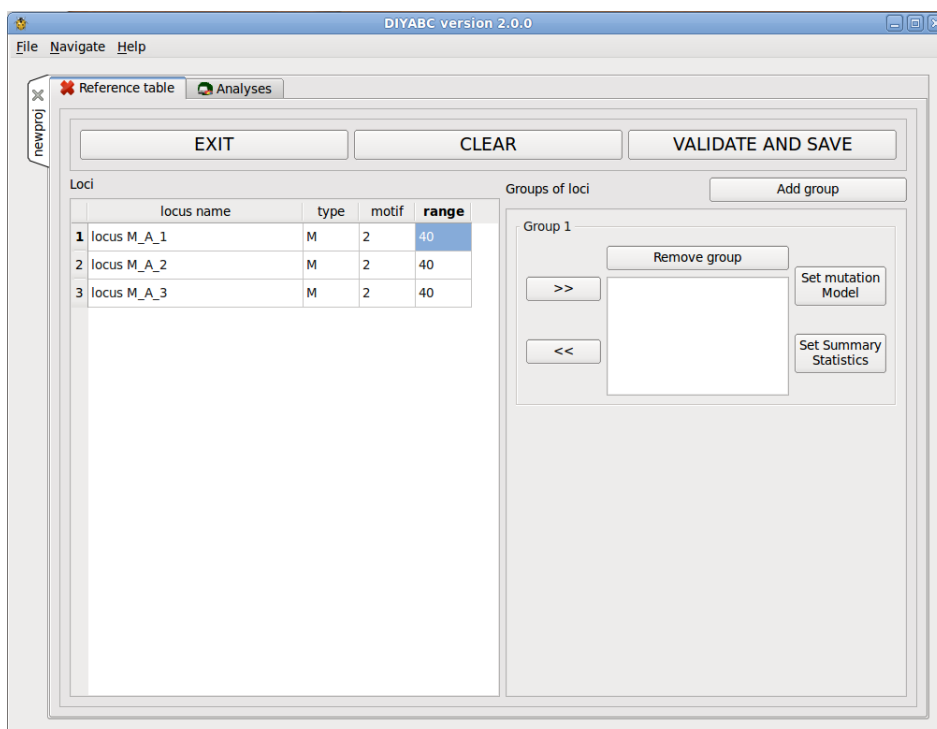 DIYABC version 2.0.0
File Navigate Help
newproj
Reference table Analyses
EXIT CLEAR VALIDATE AND SAVE
Loci
locus name type motif range
1 locus M_A_1 M 2 40
2 locus M_A_2 M 2 40
3 locus M_A_3 M 2 40
Groups of loci Add group
Group 1
Remove group
>>
<<
Set mutation
Model
Set Summary
Statistics